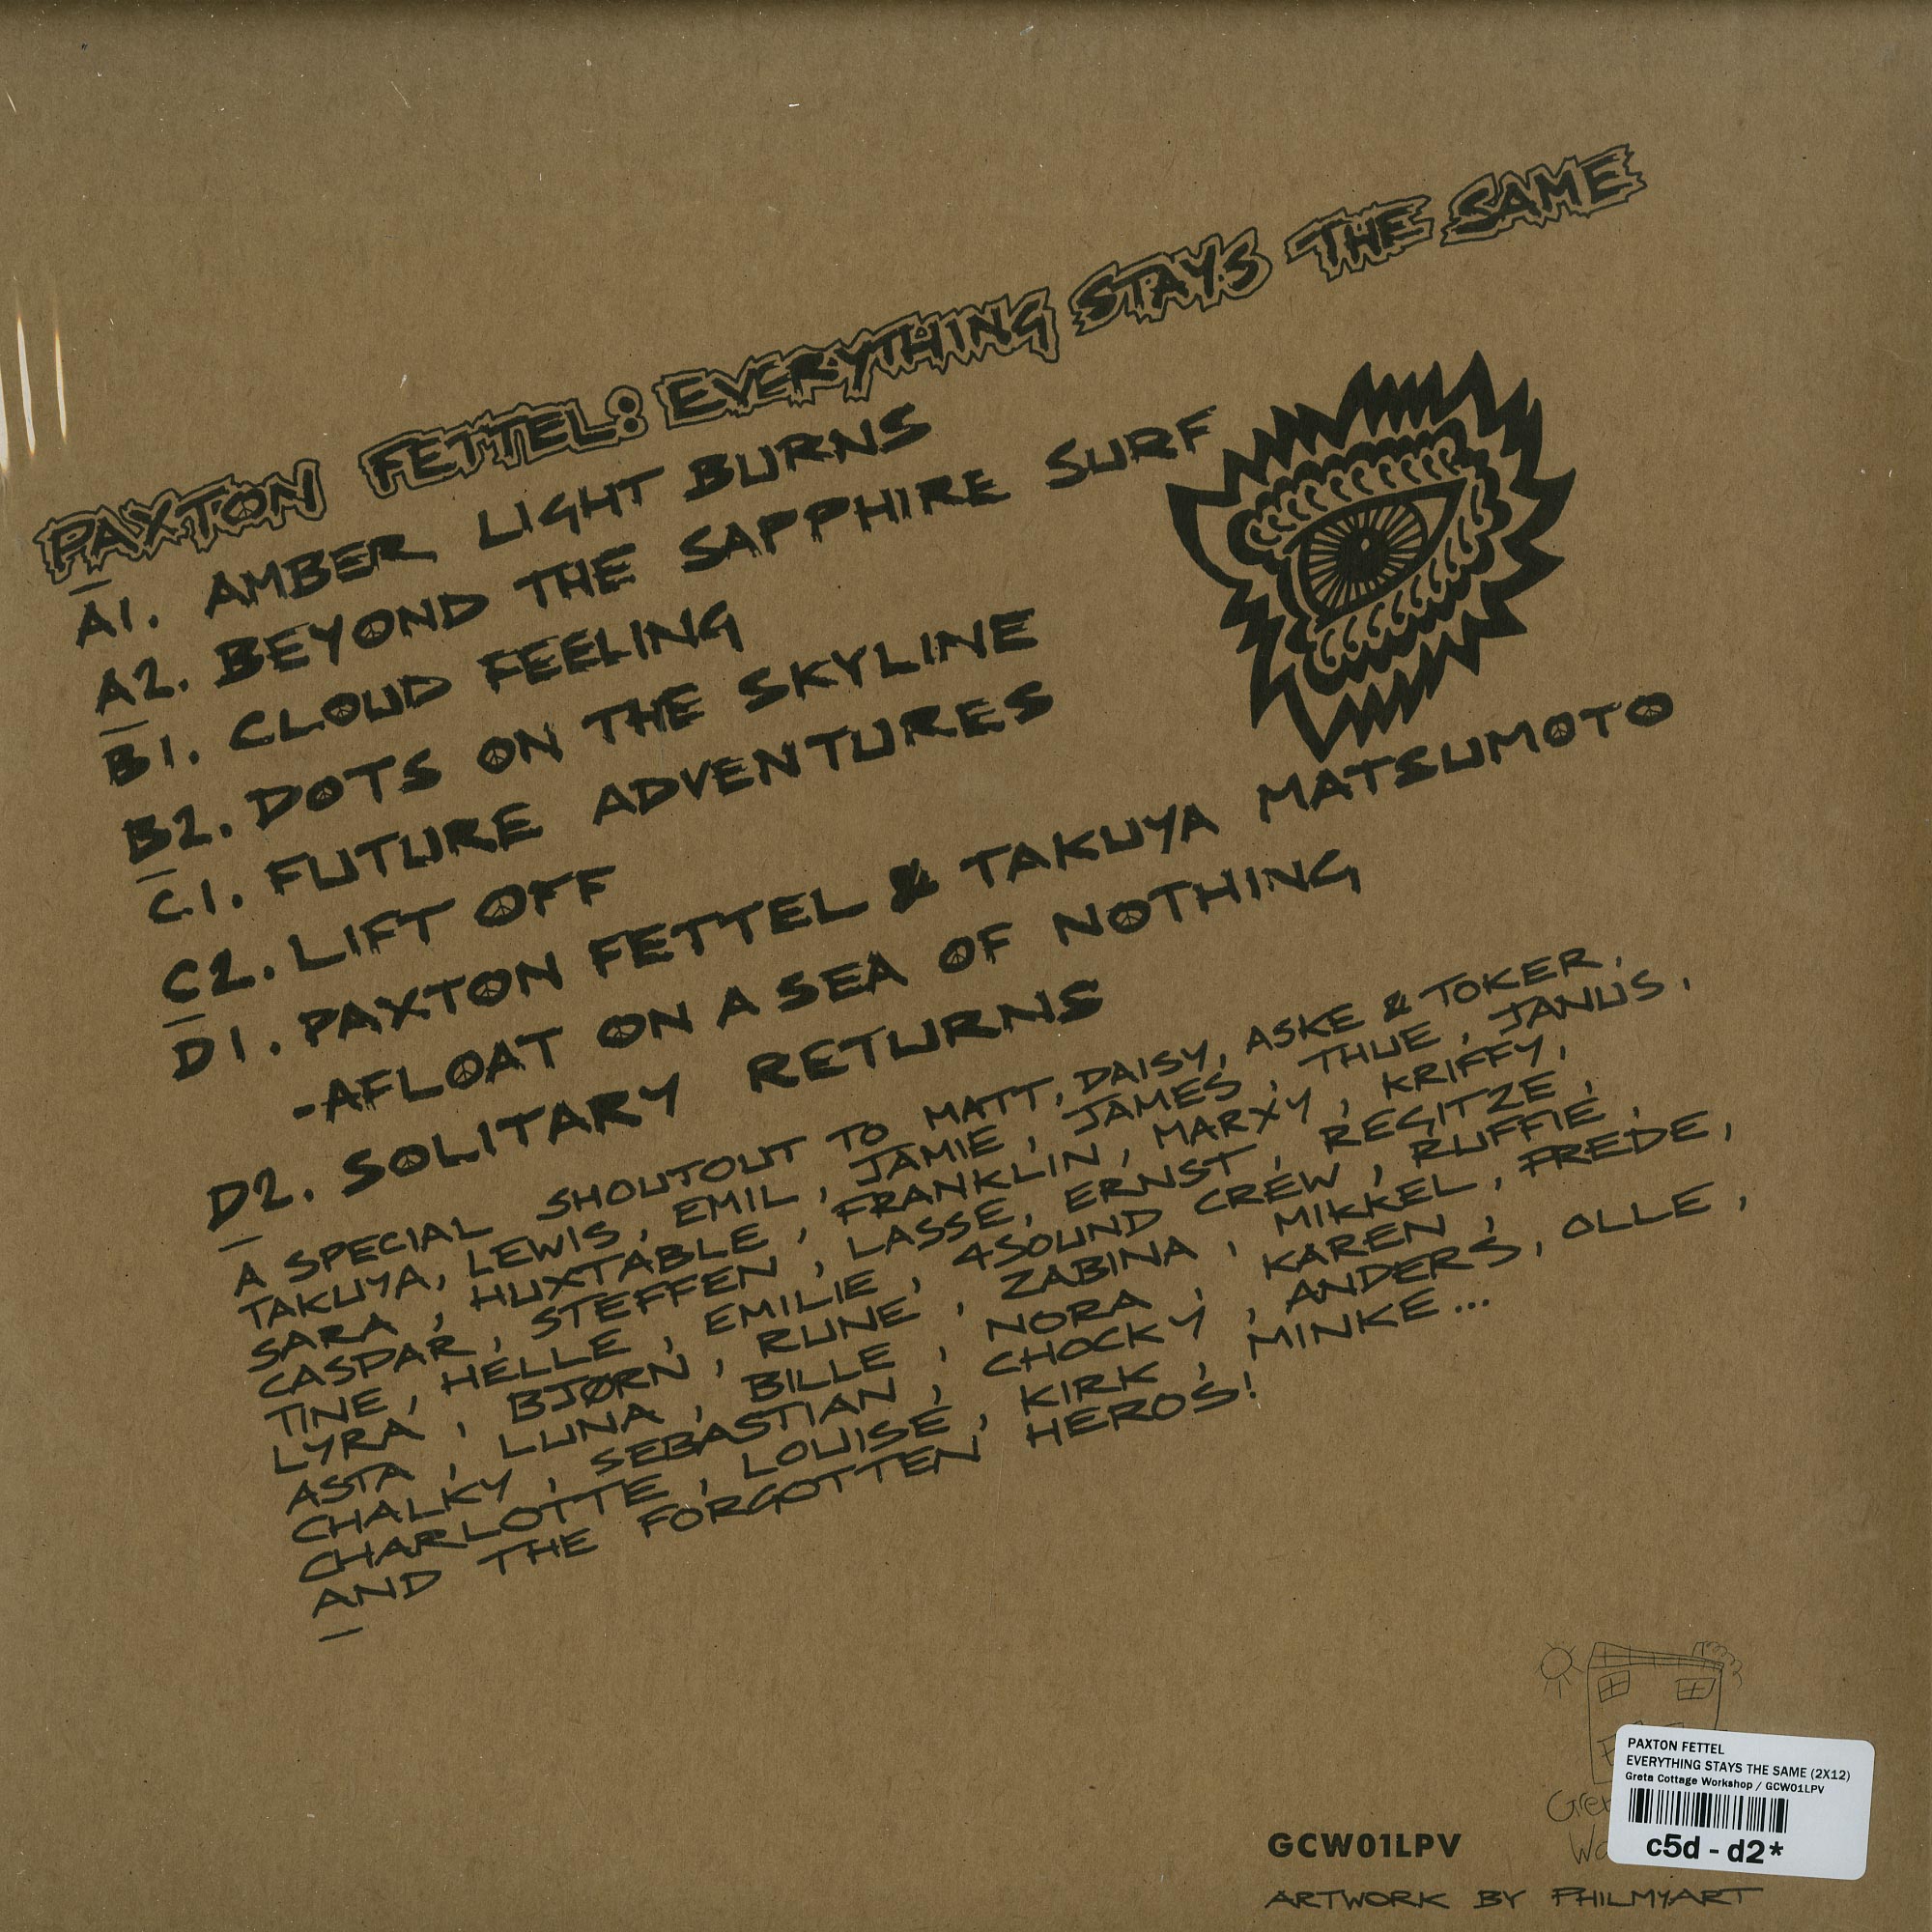 PAXTON FETTEL: EVERYTHING STAYS THE SAME
A1. AMBER LIGHT BURNS
A2. BEYOND THE SAPPHIRE SURF
B1. CLOUD FEELING
B2. DOTS ON THE SKYLINE
C1. FUTURE ADVENTURES
C2. LIFT OFF
D1. PAXTON FETTEL & TAKUYA MATSUMOTO
-AFLOAT ON A SEA OF NOTHING
D2. SOLITARY RETURNS
A SPECIAL SHOUTOUT TO MATT, DAISY, ASKE & TOKER,
TAKUYA, LEWIS, EMIL, JAMIE, JAMES, THUE, JANUS,
SARA, HUXTABLE, FRANKLIN, MARXY, KRIFFY,
CASPAR, STEFFEN, LASSE, ERNST, REGITZE,
TINE, HELLE, EMILIE, 4SOUND CREW, RUFFIE,
LYRA, BJØRN, RUNE, ZABINA, MIKKEL, FREDE,
ASTA, LUNA, BILLE, NORA, KAREN,
CHALKY, SEBASTIAN, CHOCKY, ANDERS, OLLE,
CHARLOTTE, LOUISE, KIRK, MINKE...
AND THE FORGOTTEN HEROS!
PAXTON FETTEL
EVERYTHING STAYS THE SAME (2X12)
Greta Cottage Workshop / GCW01LPV
c5d - d2*
GCW01LPV
ARTWORK BY PHILMYART